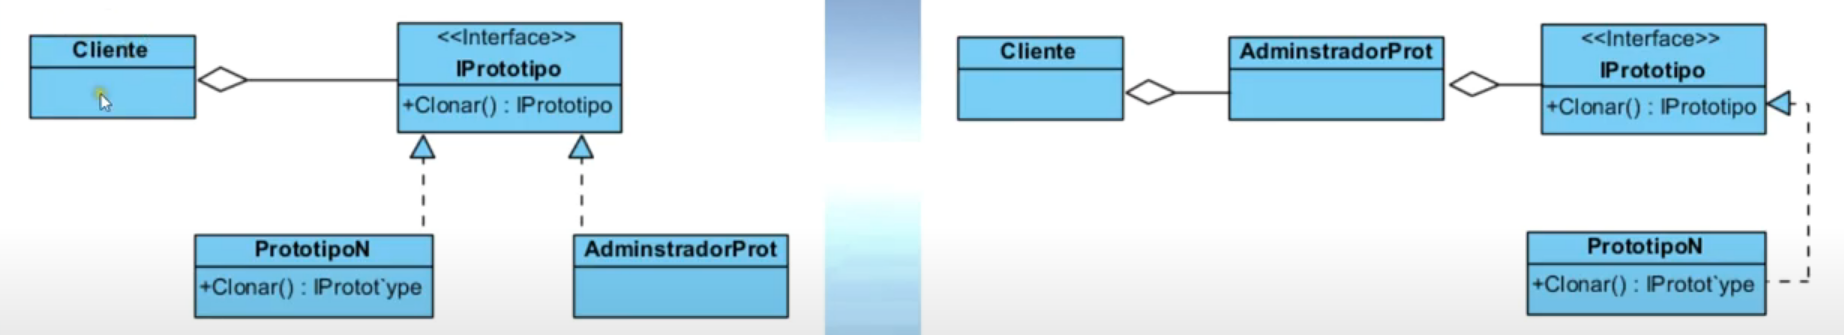 Cliente
<<Interface>>
IPrototipo
+Clonar() : IPrototipo
PrototipoN
+Clonar() : IProtot`ype
AdminstradorProt
Cliente
AdminstradorProt
<<Interface>>
IPrototipo
+Clonar() : IPrototipo
PrototipoN
+Clonar() : IProtot`ype